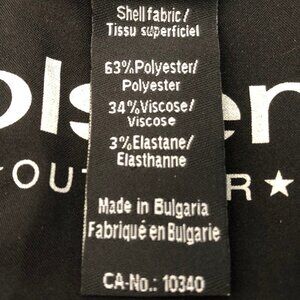 Shell fabric/
Tissu superficiel
63%Polyester/
Polyester
34%Viscose/
Viscose
3%Elastane/
Elasthanne
Made in Bulgaria
Fabriqué en Bulgarie
CA-No.: 10340